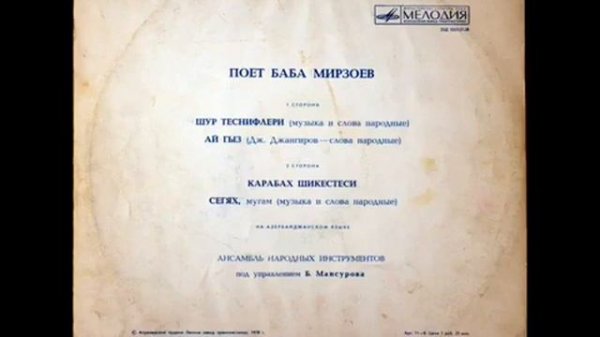 МЕЛОДИЯ
ПОЕТ БАБА МИРЗОЕВ
1 СТОРОНА
ШУР ТЕСНИФЛЕРИ (музыка и слова народные)
АЙ ГЫЗ (Дж. Джангиров — слова народные)
2 СТОРОНА
КАРАБАХ ШИКЕСТЕСИ
СЕГЯХ, мугам (музыка и слова народные)
НА АЗЕРБАЙДЖАНСКОМ ЯЗЫКЕ
АНСАМБЛЬ НАРОДНЫХ ИНСТРУМЕНТОВ
под управлением Б. Мансурова